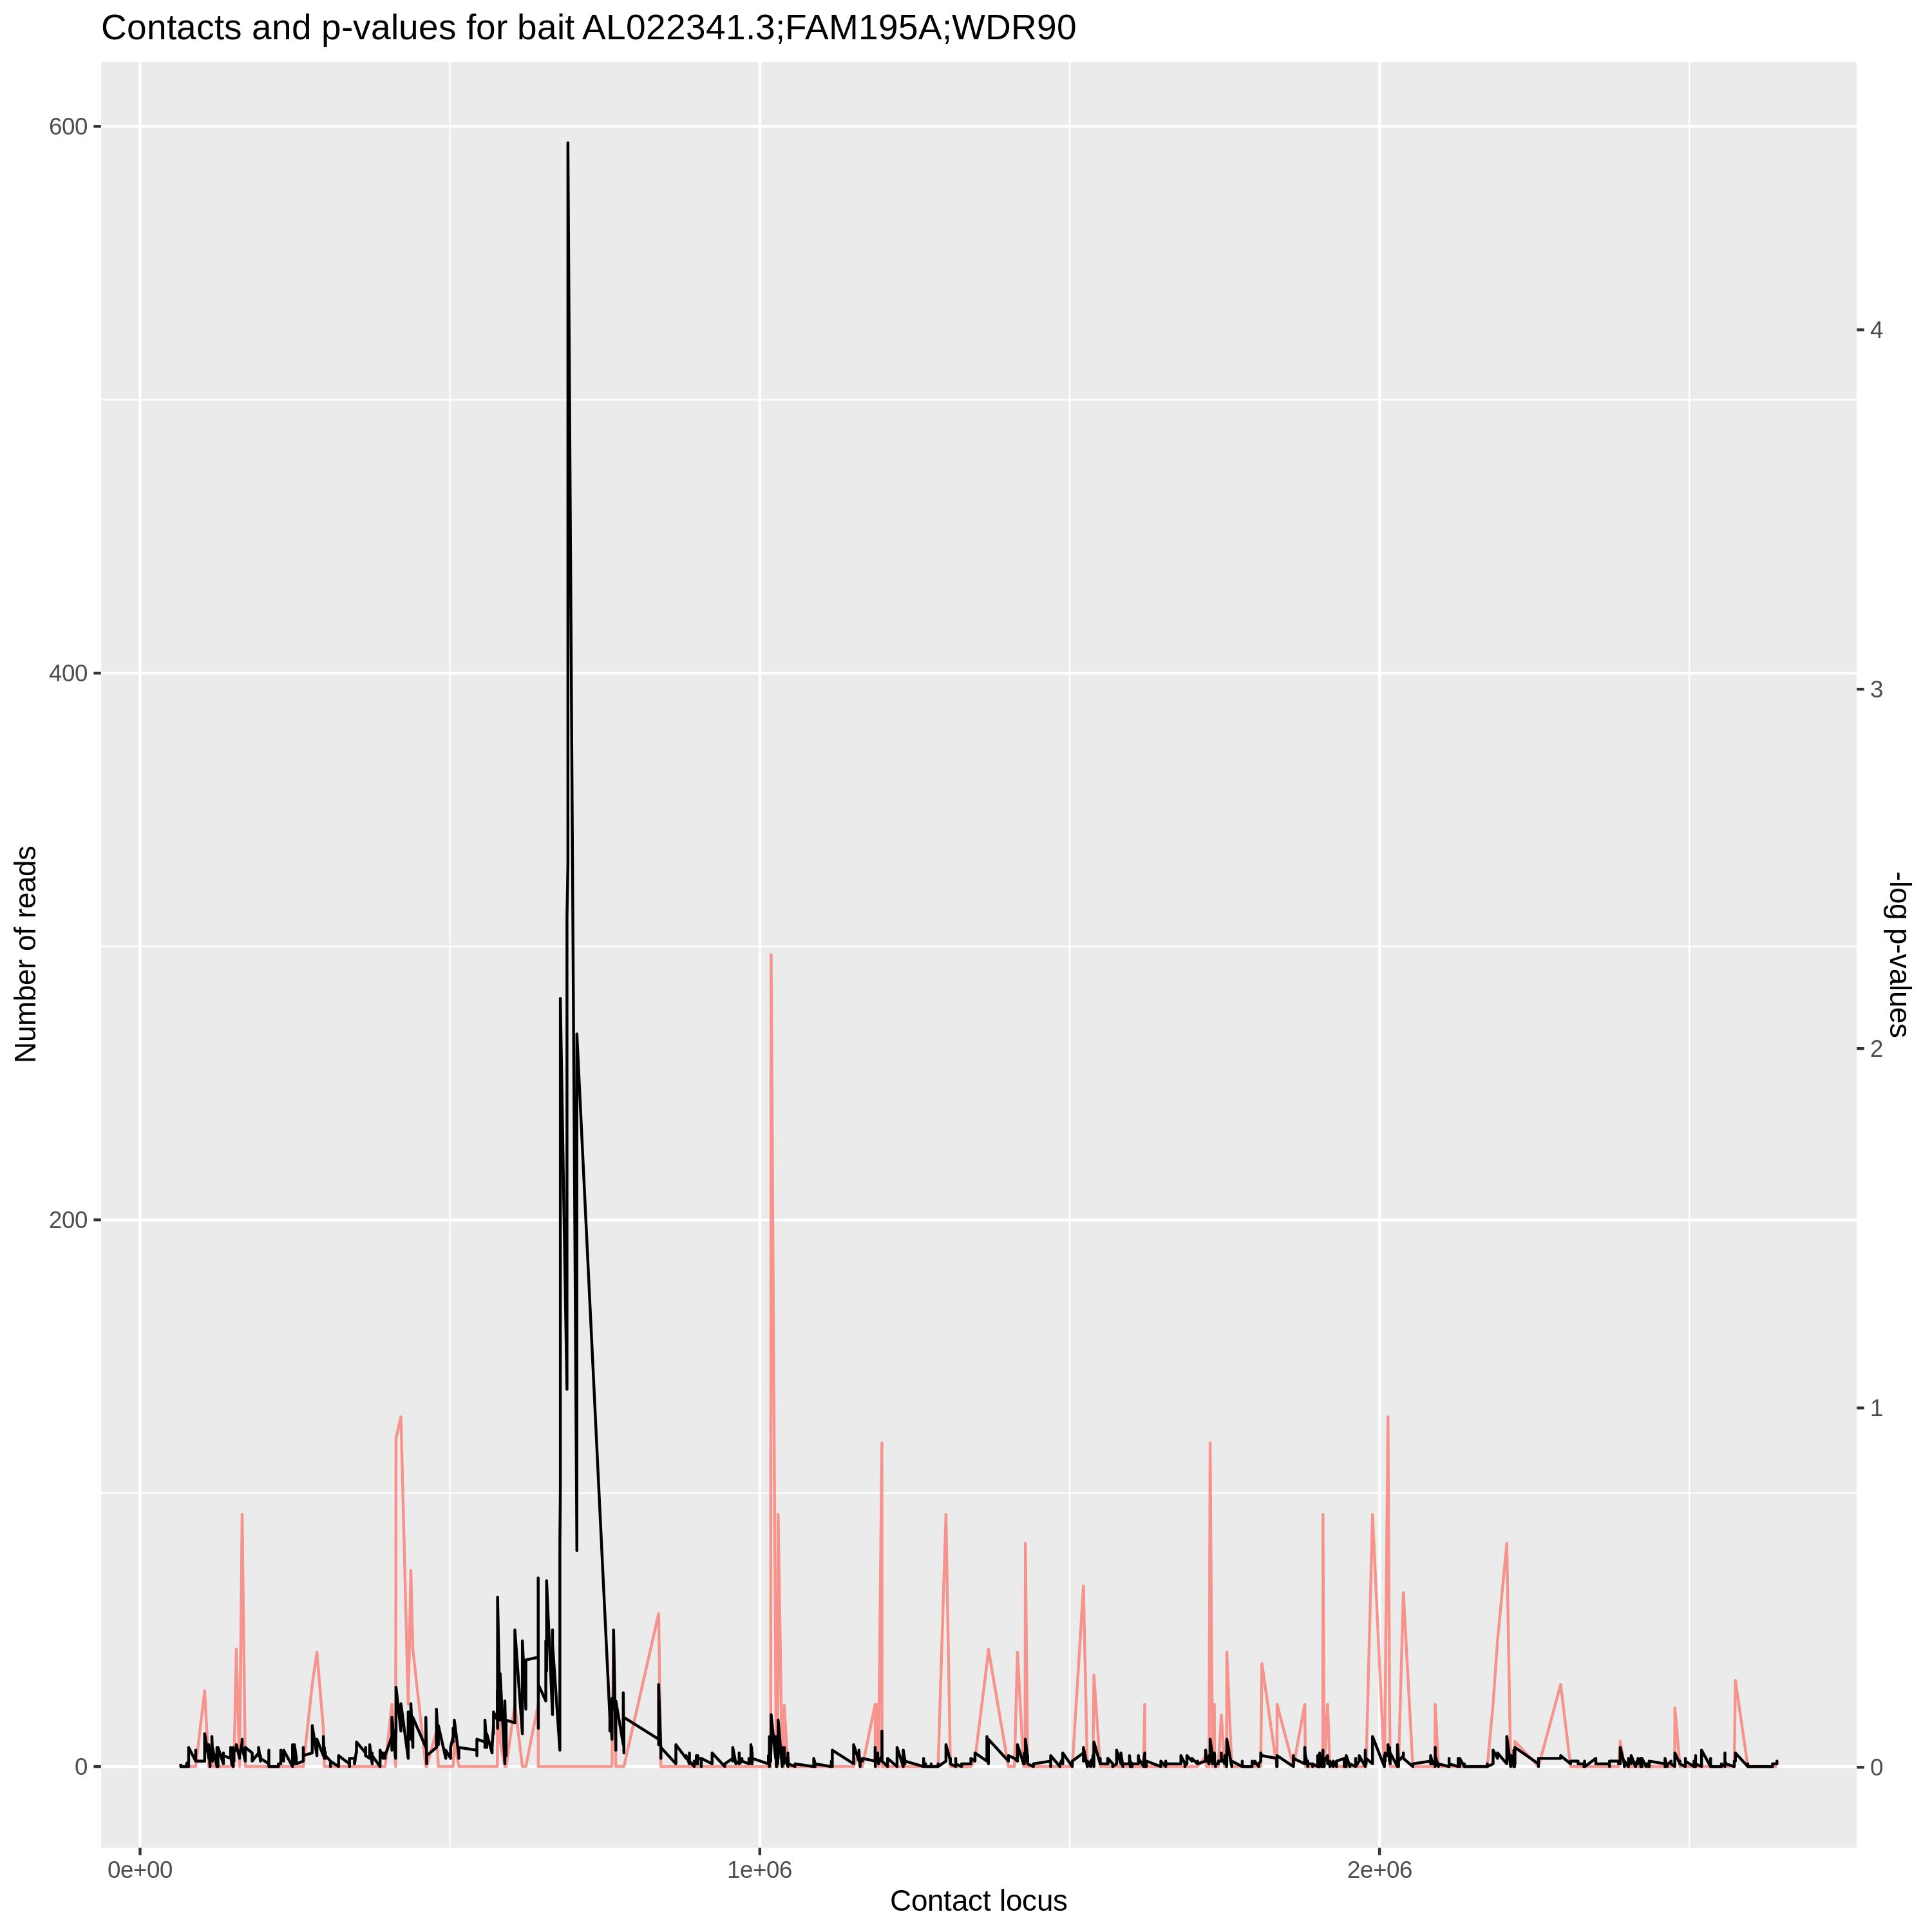 Contacts and p-values for bait AL022341.3;FAM195A;WDR90
600
400
200
0
Number of reads
4
3
2
1
0
-log p-values
0e+00
1e+06
2e+06
Contact locus